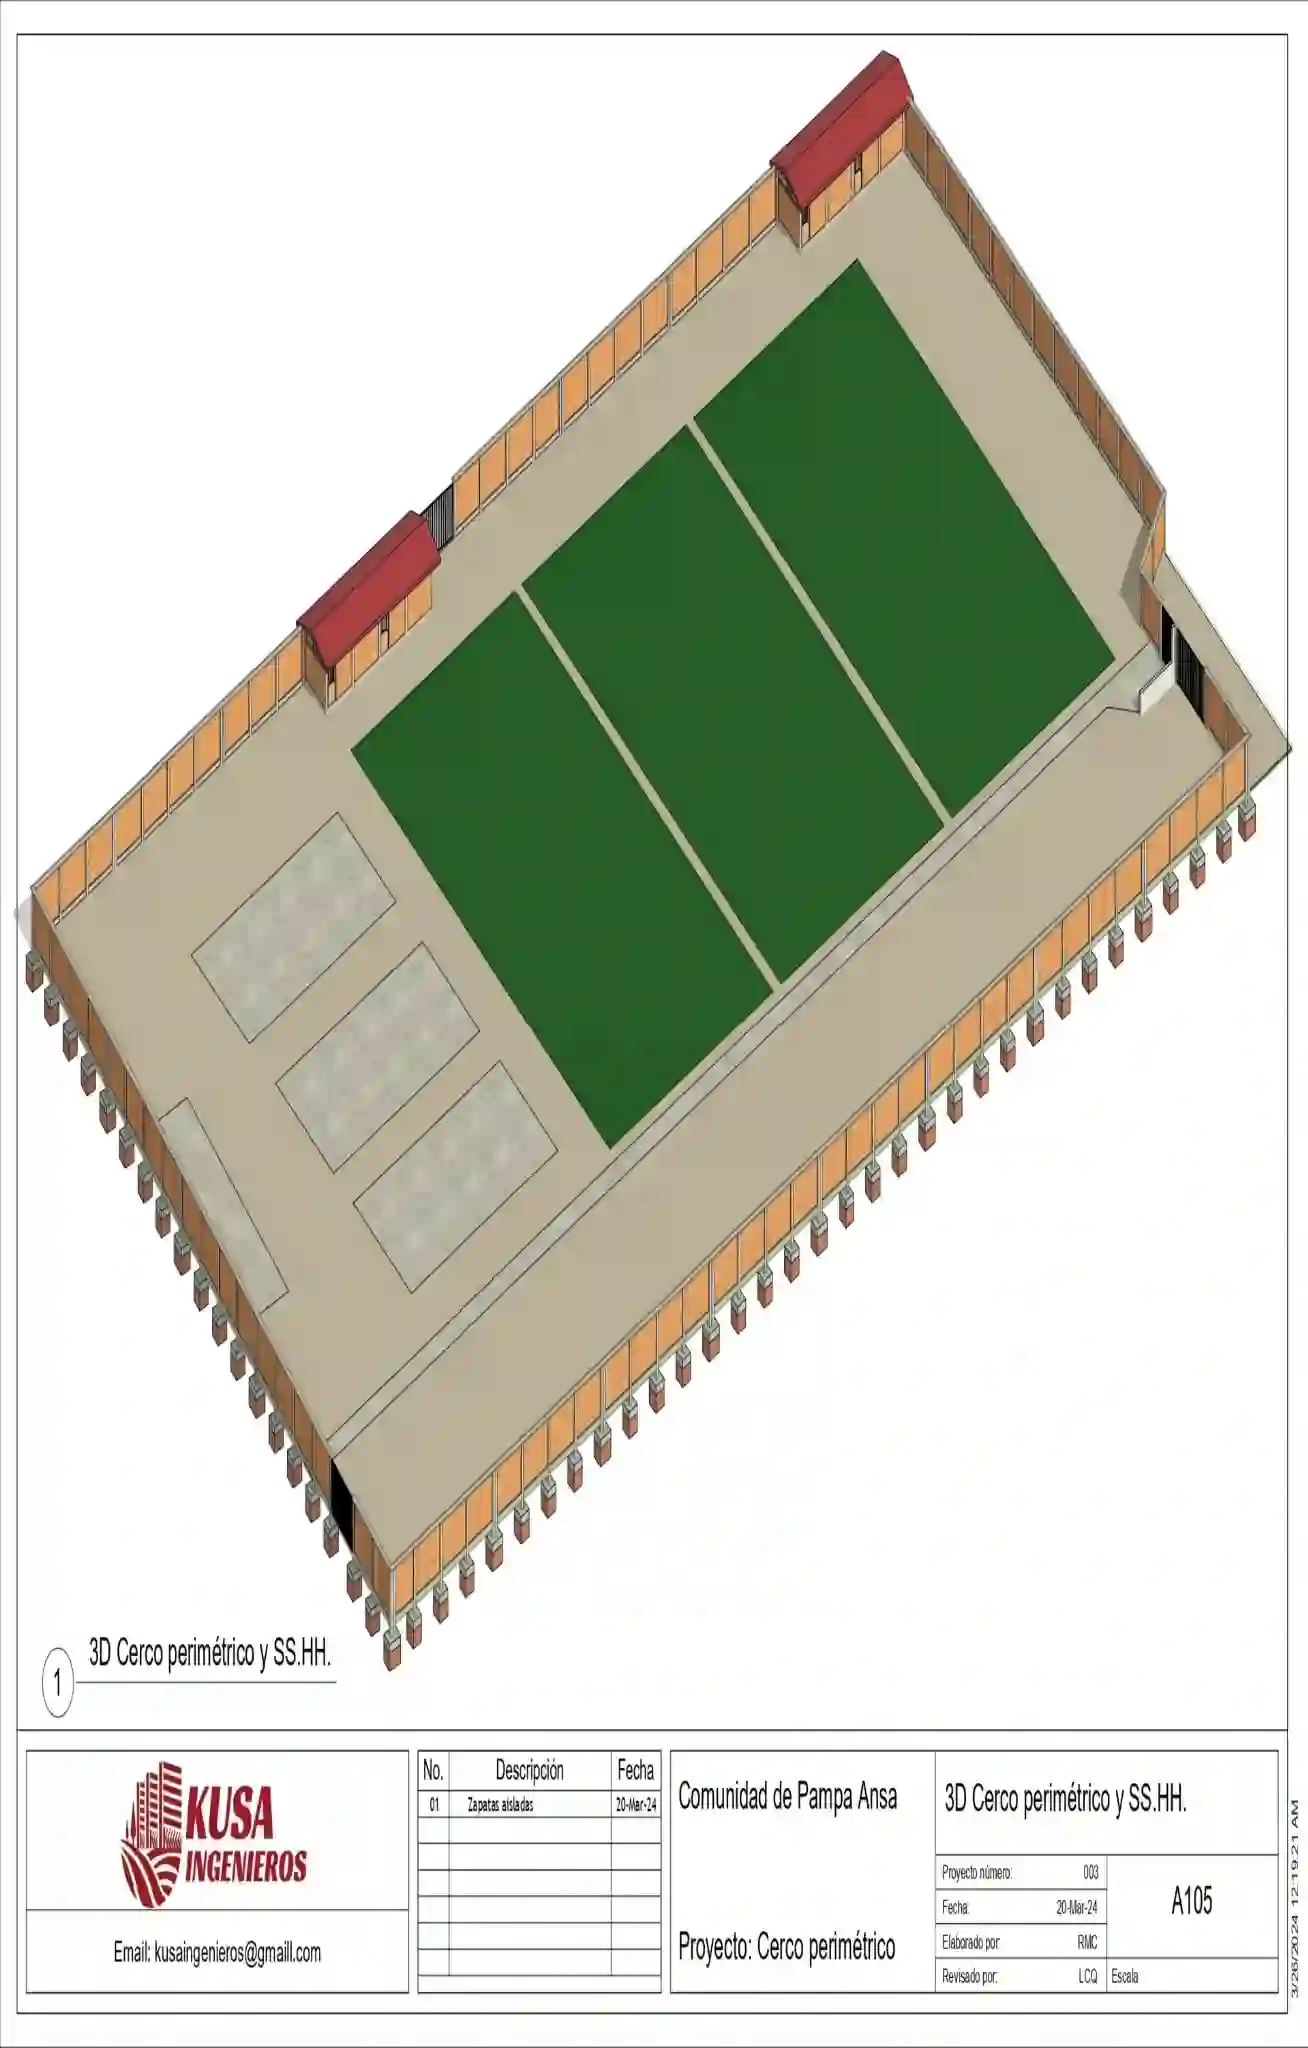 1
3D Cerco perimétrico y SS.HH.
KUSA
INGENIEROS
Email: kusaingenieros@gmaill.com
No. Descripción Fecha
01 Zapatas aisladas 20-Mar-24
Comunidad de Pampa Ansa
Proyecto: Cerco perimétrico
3D Cerco perimétrico y SS.HH.
Proyecto número: 003
Fecha: 20-Mar-24
Elaborado por: RMC
Revisado por: LCQ
A105
Escala
3/26/2024 12:19:21 AM